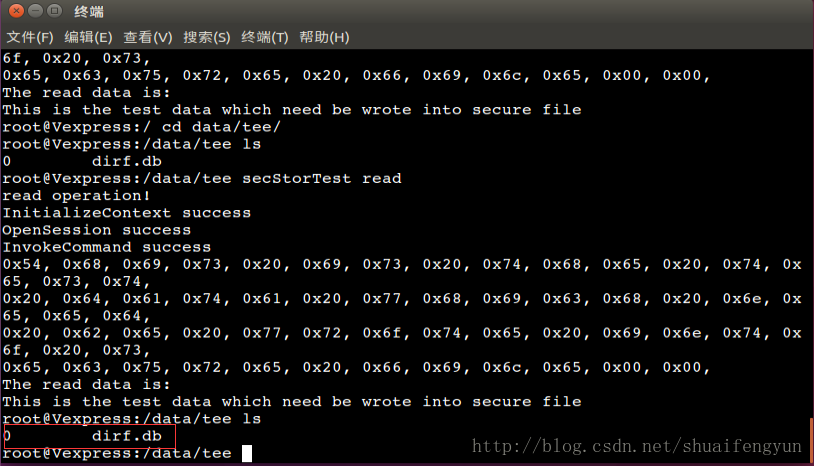 终端
文件(F) 编辑(E) 查看(V) 搜索(S) 终端(T) 帮助(H)
6f, 0x20, 0x73,
0x65, 0x63, 0x75, 0x72, 0x65, 0x20, 0x66, 0x69, 0x6c, 0x65, 0x00, 0x00,
The read data is:
This is the test data which need be wrote into secure file
root@Vexpress:/ cd data/tee/
root@Vexpress:/data/tee ls
0 dirf.db
root@Vexpress:/data/tee secStorTest read
read operation!
InitializeContext success
OpenSession success
InvokeCommand success
0x54, 0x68, 0x69, 0x73, 0x20, 0x69, 0x73, 0x20, 0x74, 0x68, 0x65, 0x20, 0x74, 0x
65, 0x73, 0x74,
0x20, 0x64, 0x61, 0x74, 0x61, 0x20, 0x77, 0x68, 0x69, 0x63, 0x68, 0x20, 0x6e, 0x
65, 0x65, 0x64,
0x20, 0x62, 0x65, 0x20, 0x77, 0x72, 0x6f, 0x74, 0x65, 0x20, 0x69, 0x6e, 0x74, 0x
6f, 0x20, 0x73,
0x65, 0x63, 0x75, 0x72, 0x65, 0x20, 0x66, 0x69, 0x6c, 0x65, 0x00, 0x00,
The read data is:
This is the test data which need be wrote into secure file
root@Vexpress:/data/tee ls
0 dirf.db
root@Vexpress:/data/tee
http://blog.csdn.net/shuaifengyun